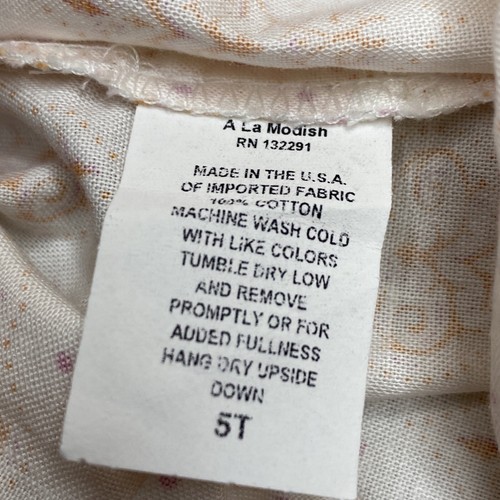 A La Modish
RN 132291
MADE IN THE U.S.A.
OF IMPORTED FABRIC
100% COTTON
MACHINE WASH COLD
WITH LIKE COLORS
TUMBLE DRY LOW
AND REMOVE
PROMPTLY OR FOR
ADDED FULLNESS
HANG DRY UPSIDE
DOWN
5T